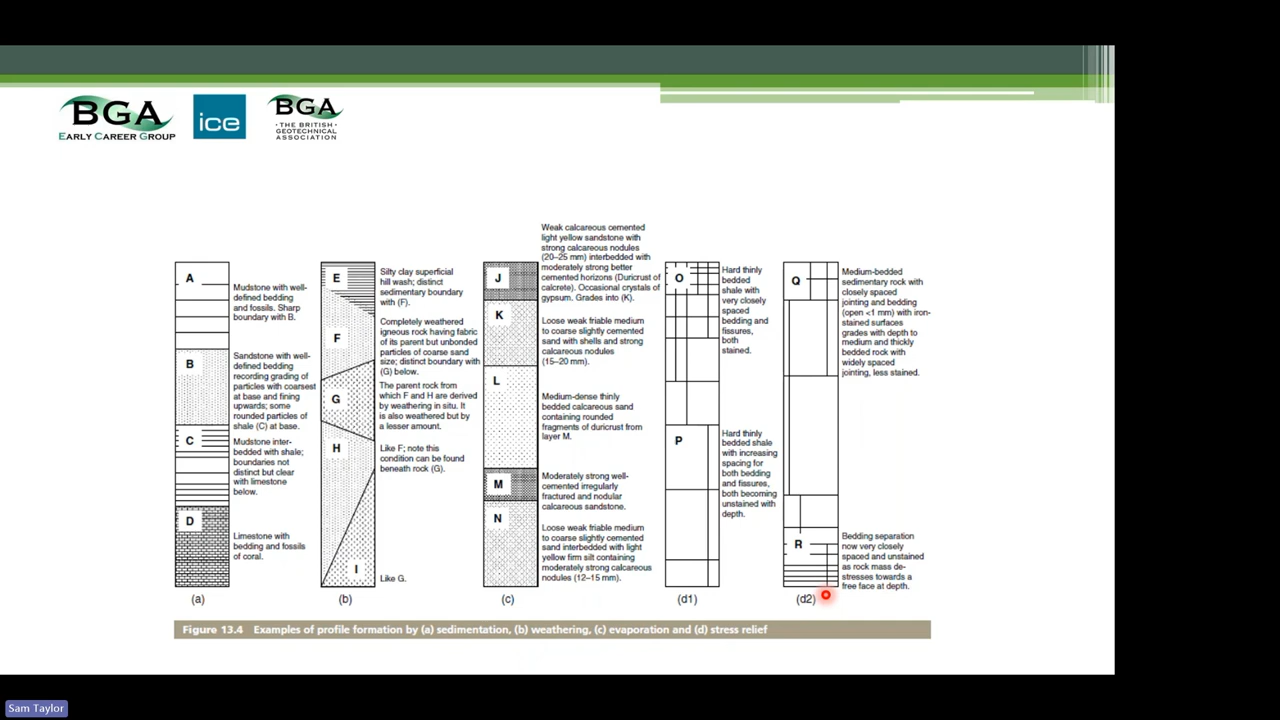 BGA
EARLY CAREER GROUP
ice
BGA
· THE BRITISH
GEOTECHNICAL
ASSOCIATION
A
Mudstone with well-
defined bedding
and fossils. Sharp
boundary with B.
B
Sandstone with well-
defined bedding
recording grading of
particles with coarsest
at base and fining
upwards; some
rounded particles of
shale (C) at base.
C
Mudstone inter-
bedded with shale;
boundaries not
distinct but clear
with limestone
below.
D
Limestone with
bedding and fossils
of coral.
(a)
E
Silty clay superficial
hill wash; distinct
sedimentary boundary
with (F).
F
Completely weathered
igneous rock having fabric
of its parent but unbonded
particles of coarse sand
size; distinct boundary with
(G) below.
G
The parent rock from
which F and H are derived
by weathering in situ. It
is also weathered but by
a lesser amount.
H
Like F; note this
condition can be found
beneath rock (G).
I
Like G.
(b)
J
Weak calcareous cemented
light yellow sandstone with
strong calcareous nodules
(20–25 mm) interbedded with
moderately strong better
cemented horizons (Duricrust of
calcrete). Occasional crystals of
gypsum. Grades into (K).
K
Loose weak friable medium
to coarse slightly cemented
sand with shells and strong
calcareous nodules
(15–20 mm).
L
Medium-dense thinly
bedded calcareous sand
containing rounded
fragments of duricrust from
layer M.
M
Moderately strong well-
cemented irregularly
fractured and nodular
calcareous sandstone.
N
Loose weak friable medium
to coarse slightly cemented
sand interbedded with light
yellow firm silt containing
moderately strong calcareous
nodules (12–15 mm).
(c)
O
Hard thinly
bedded
shale with
very closely
spaced
bedding and
fissures,
both
stained.
P
Hard thinly
bedded shale
with increasing
spacing for
both bedding
and fissures,
both becoming
unstained with
depth.
(d1)
Q
Medium-bedded
sedimentary rock with
closely spaced
jointing and bedding
(open <1 mm) with iron-
stained surfaces
grades with depth to
medium and thickly
bedded rock with
widely spaced
jointing, less stained.
R
Bedding separation
now very closely
spaced and unstained
as rock mass de-
stresses towards a
free face at depth.
(d2)
Figure 13.4 Examples of profile formation by (a) sedimentation, (b) weathering, (c) evaporation and (d) stress relief
Sam Taylor